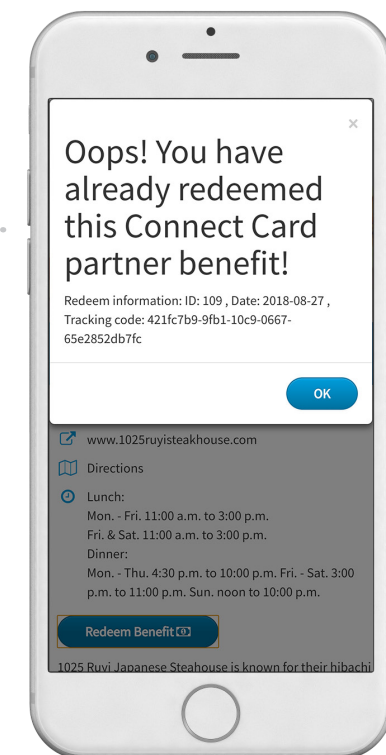 ×
Oops! You have
already redeemed
this Connect Card
partner benefit!
Redeem information: ID: 109 , Date: 2018-08-27 ,
Tracking code: 421fc7b9-9fb1-10c9-0667-
65e2852db7fc
OK
www.1025ruyisteakhouse.com
Directions
Lunch:
Mon. - Fri. 11:00 a.m. to 3:00 p.m.
Fri. & Sat. 11:00 a.m. to 3:00 p.m.
Dinner:
Mon. - Thu. 4:30 p.m. to 10:00 p.m. Fri. - Sat. 3:00
p.m. to 11:00 p.m. Sun. noon to 10:00 p.m.
Redeem Benefit
1025 Ruyi Japanese Steahouse is known for their hibachi